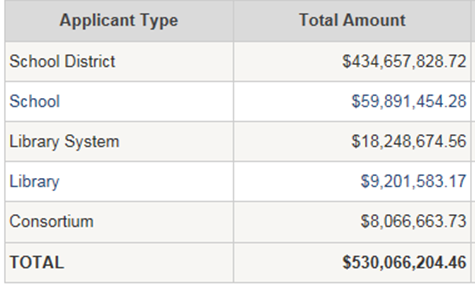 Applicant Type Total Amount
School District $434,657,828.72
School $59,891,454.28
Library System $18,248,674.56
Library $9,201,583.17
Consortium $8,066,663.73
TOTAL $530,066,204.46